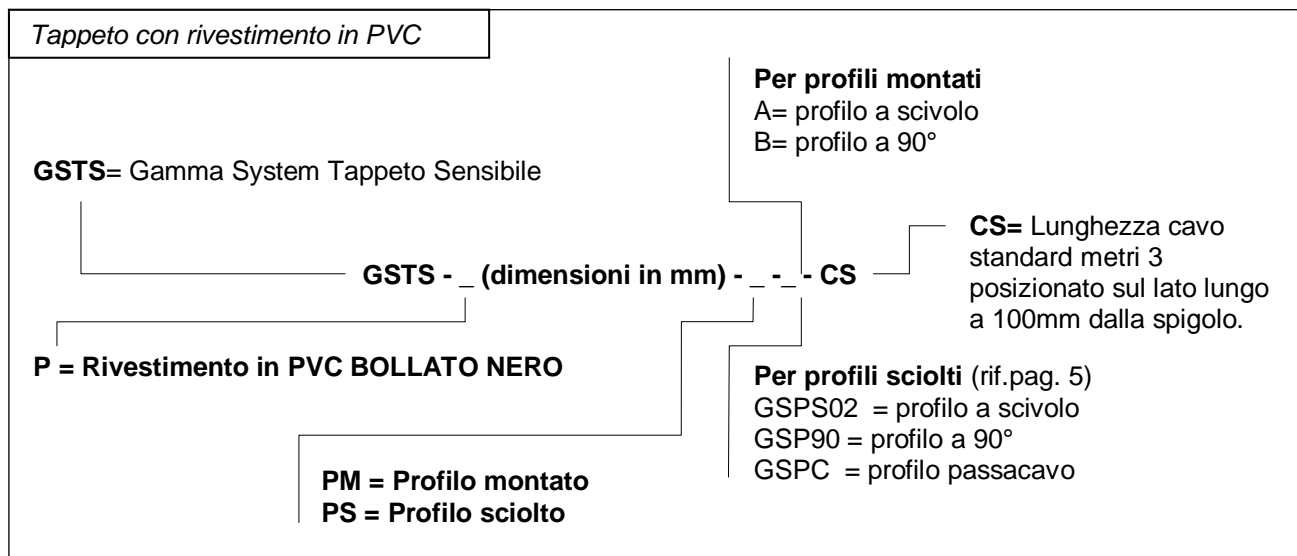 Tappeto con rivestimento in PVC
Per profili montati
A= profilo a scivolo
B= profilo a 90°
GSTS= Gamma System Tappeto Sensibile
CS= Lunghezza cavo
standard metri 3
posizionato sul lato lungo
a 100mm dalla spigolo.
GSTS - _ (dimensioni in mm) - _ -_ - CS
P = Rivestimento in PVC BOLLATO NERO
Per profili sciolti (rif.pag. 5)
GSPS02 = profilo a scivolo
GSP90 = profilo a 90°
GSPC = profilo passacavo
PM = Profilo montato
PS = Profilo sciolto